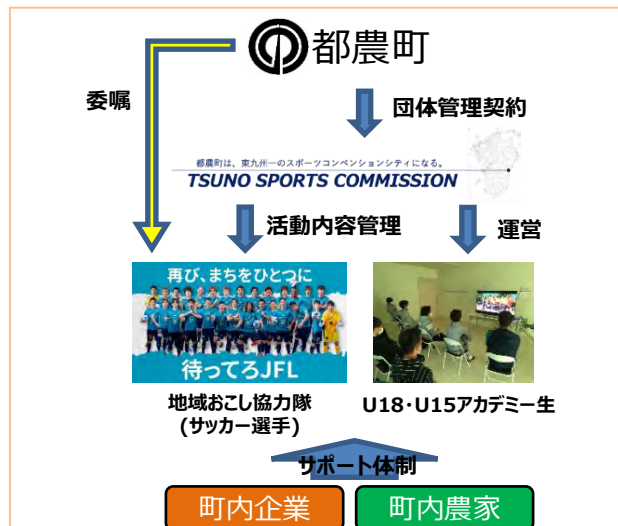 都農町
委嘱
団体管理契約
都農町は、東九州一のスポーツコンベンションシティになる。
TSUNO SPORTS COMMISSION
活動内容管理
運営
再び、まちをひとつに
待ってろJFL
地域おこし協力隊
(サッカー選手)
U18・U15アカデミー生
サポート体制
町内企業
町内農家